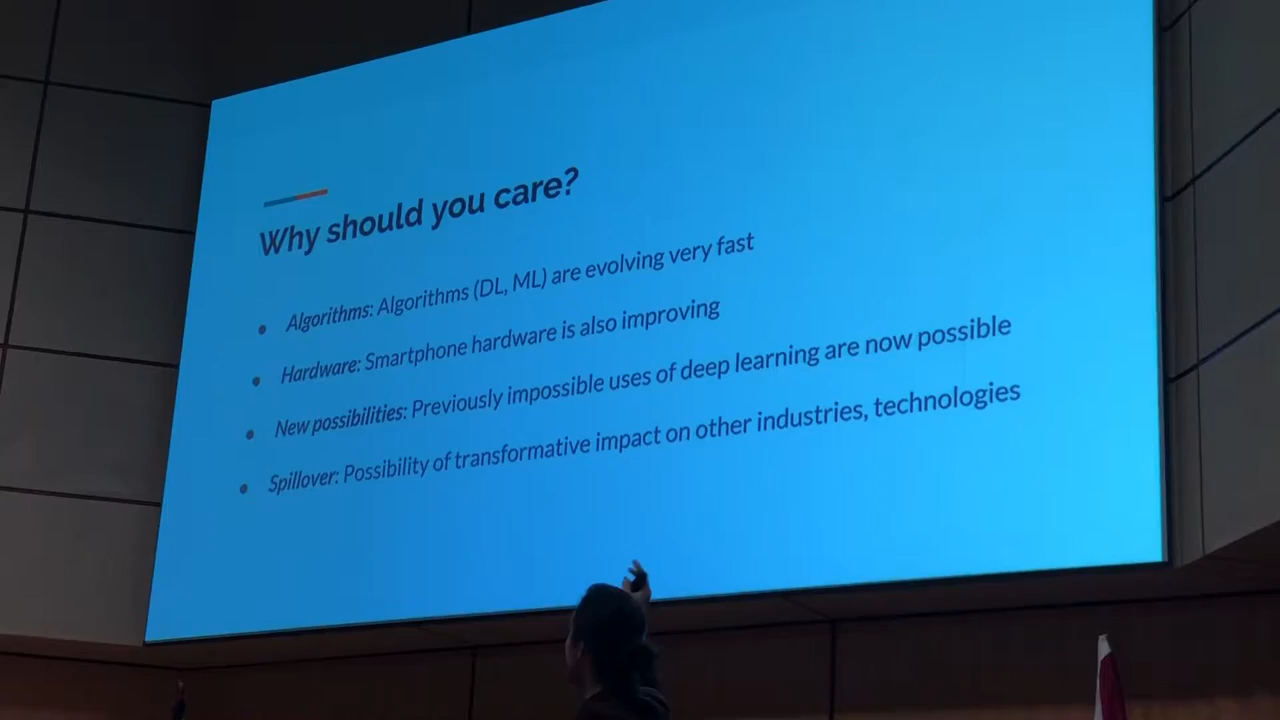 Why should you care?
● Algorithms: Algorithms (DL, ML) are evolving very fast
● Hardware: Smartphone hardware is also improving
● New possibilities: Previously impossible uses of deep learning are now possible
● Spillover: Possibility of transformative impact on other industries, technologies